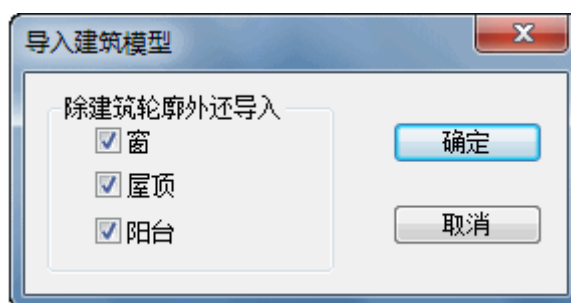 导入建筑模型
除建筑轮廓外还导入
窗
确定
屋顶
阳台
取消